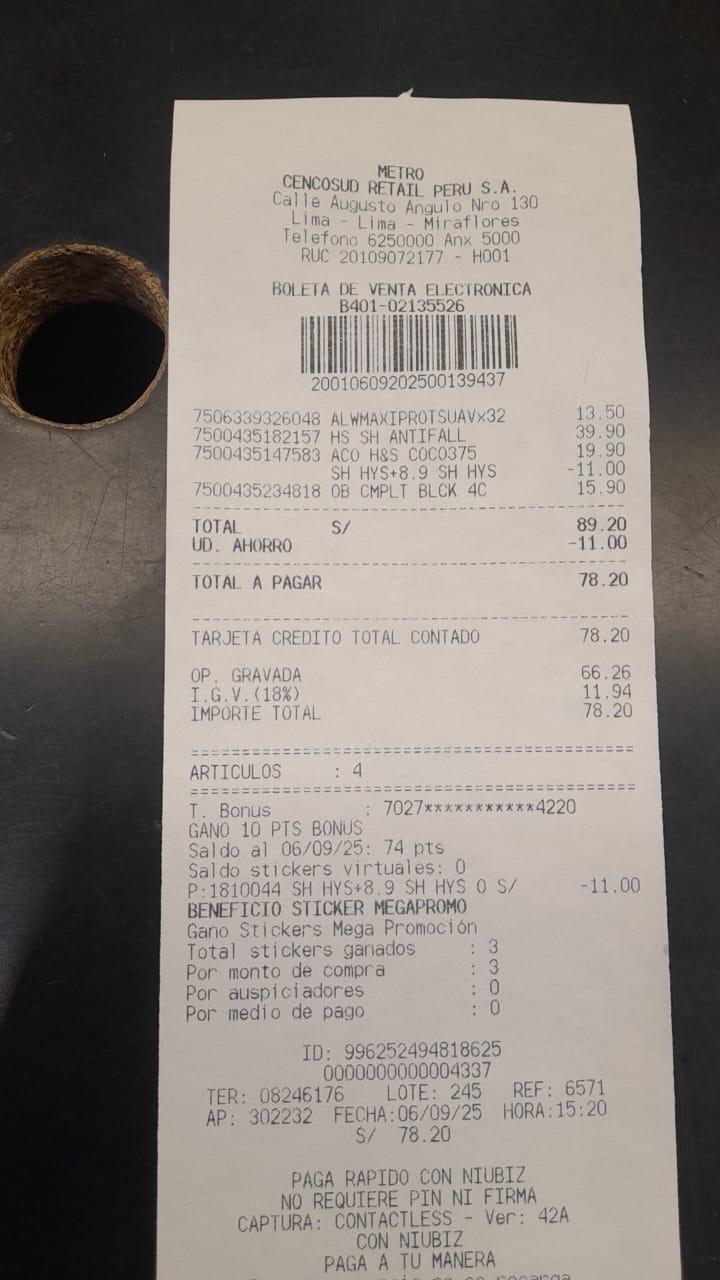 METRO
CENCOSUD RETAIL PERU S.A.
Calle Augusto Angulo Nro 130
Lima - Lima - Miraflores
Telefono 6250000 Anx 5000
RUC 20109072177 - H001
BOLETA DE VENTA ELECTRONICA
B401-02135526
20010609202500139437
7506339326048 ALWMAXIPROTSUAVx32 13.50
7500435182157 HS SH ANTIFALL 39.90
7500435147583 ACO H&S COCO375 19.90
SH HYS+8.9 SH HYS -11.00
7500435234818 OB CMPLT BLCK 4C 15.90
TOTAL S/ 89.20
UD. AHORRO -11.00
TOTAL A PAGAR 78.20
TARJETA CREDITO TOTAL CONTADO 78.20
OP. GRAVADA 66.26
I.G.V.(18%) 11.94
IMPORTE TOTAL 78.20
ARTICULOS : 4
T. Bonus : 7027***********4220
GANO 10 PTS BONUS
Saldo al 06/09/25: 74 pts
Saldo stickers virtuales: 0
P:1810044 SH HYS+8.9 SH HYS O S/ -11.00
BENEFICIO STICKER MEGAPROMO
Gano Stickers Mega Promoción
Total stickers ganados : 3
Por monto de compra : 3
Por auspiciadores : 0
Por medio de pago : 0
ID: 996252494818625
0000000000004337
TER: 08246176 LOTE: 245 REF: 6571
AP: 302232 FECHA:06/09/25 HORA:15:20
S/ 78.20
PAGA RAPIDO CON NIUBIZ
NO REQUIERE PIN NI FIRMA
CAPTURA: CONTACTLESS - Ver: 42A
CON NIUBIZ
PAGA A TU MANERA